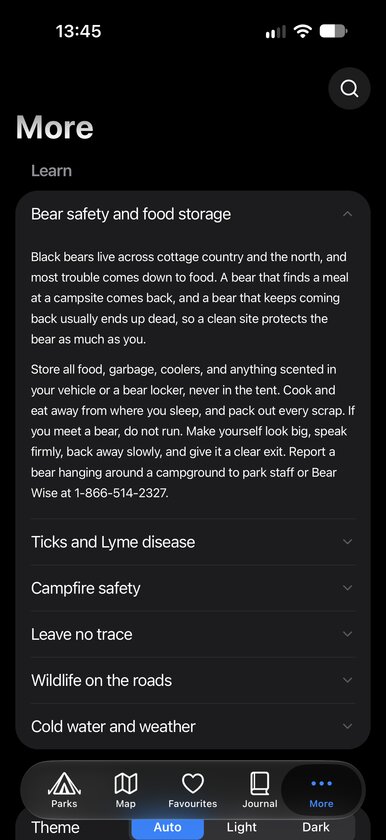 13:45
More
Learn
Bear safety and food storage
Black bears live across cottage country and the north, and
most trouble comes down to food. A bear that finds a meal
at a campsite comes back, and a bear that keeps coming
back usually ends up dead, so a clean site protects the
bear as much as you.
Store all food, garbage, coolers, and anything scented in
your vehicle or a bear locker, never in the tent. Cook and
eat away from where you sleep, and pack out every scrap. If
you meet a bear, do not run. Make yourself look big, speak
firmly, back away slowly, and give it a clear exit. Report a
bear hanging around a campground to park staff or Bear
Wise at 1-866-514-2327.
Ticks and Lyme disease
Campfire safety
Leave no trace
Wildlife on the roads
Cold water and weather
Parks Map Favourites Journal More
Theme Auto Light Dark